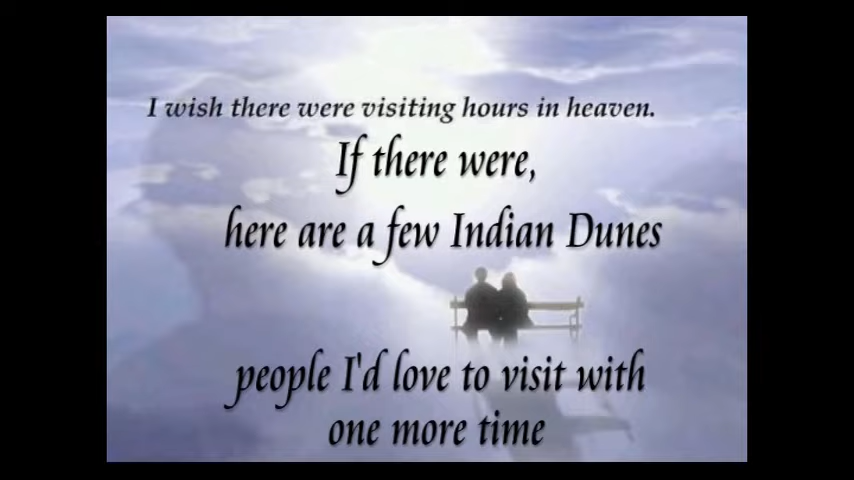 I wish there were visiting hours in heaven.
If there were,
here are a few Indian Dunes
people I'd love to visit with
one more time